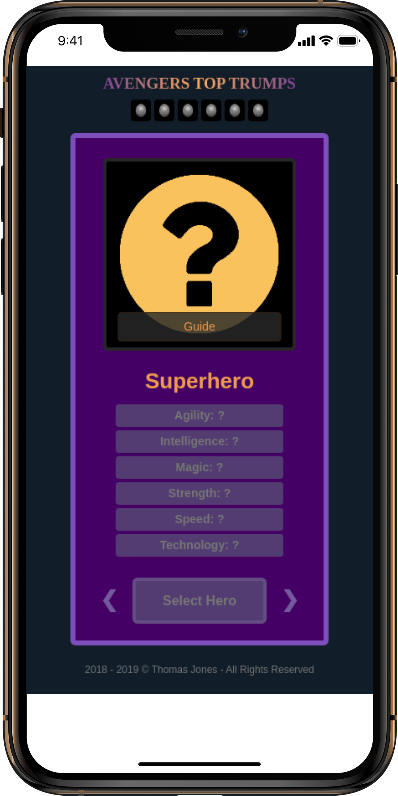 9:41
AVENGERS TOP TRUMPS
?
Guide
Superhero
Agility: ?
Intelligence: ?
Magic: ?
Strength: ?
Speed: ?
Technology: ?
❮ Select Hero ❯
2018 - 2019 © Thomas Jones - All Rights Reserved